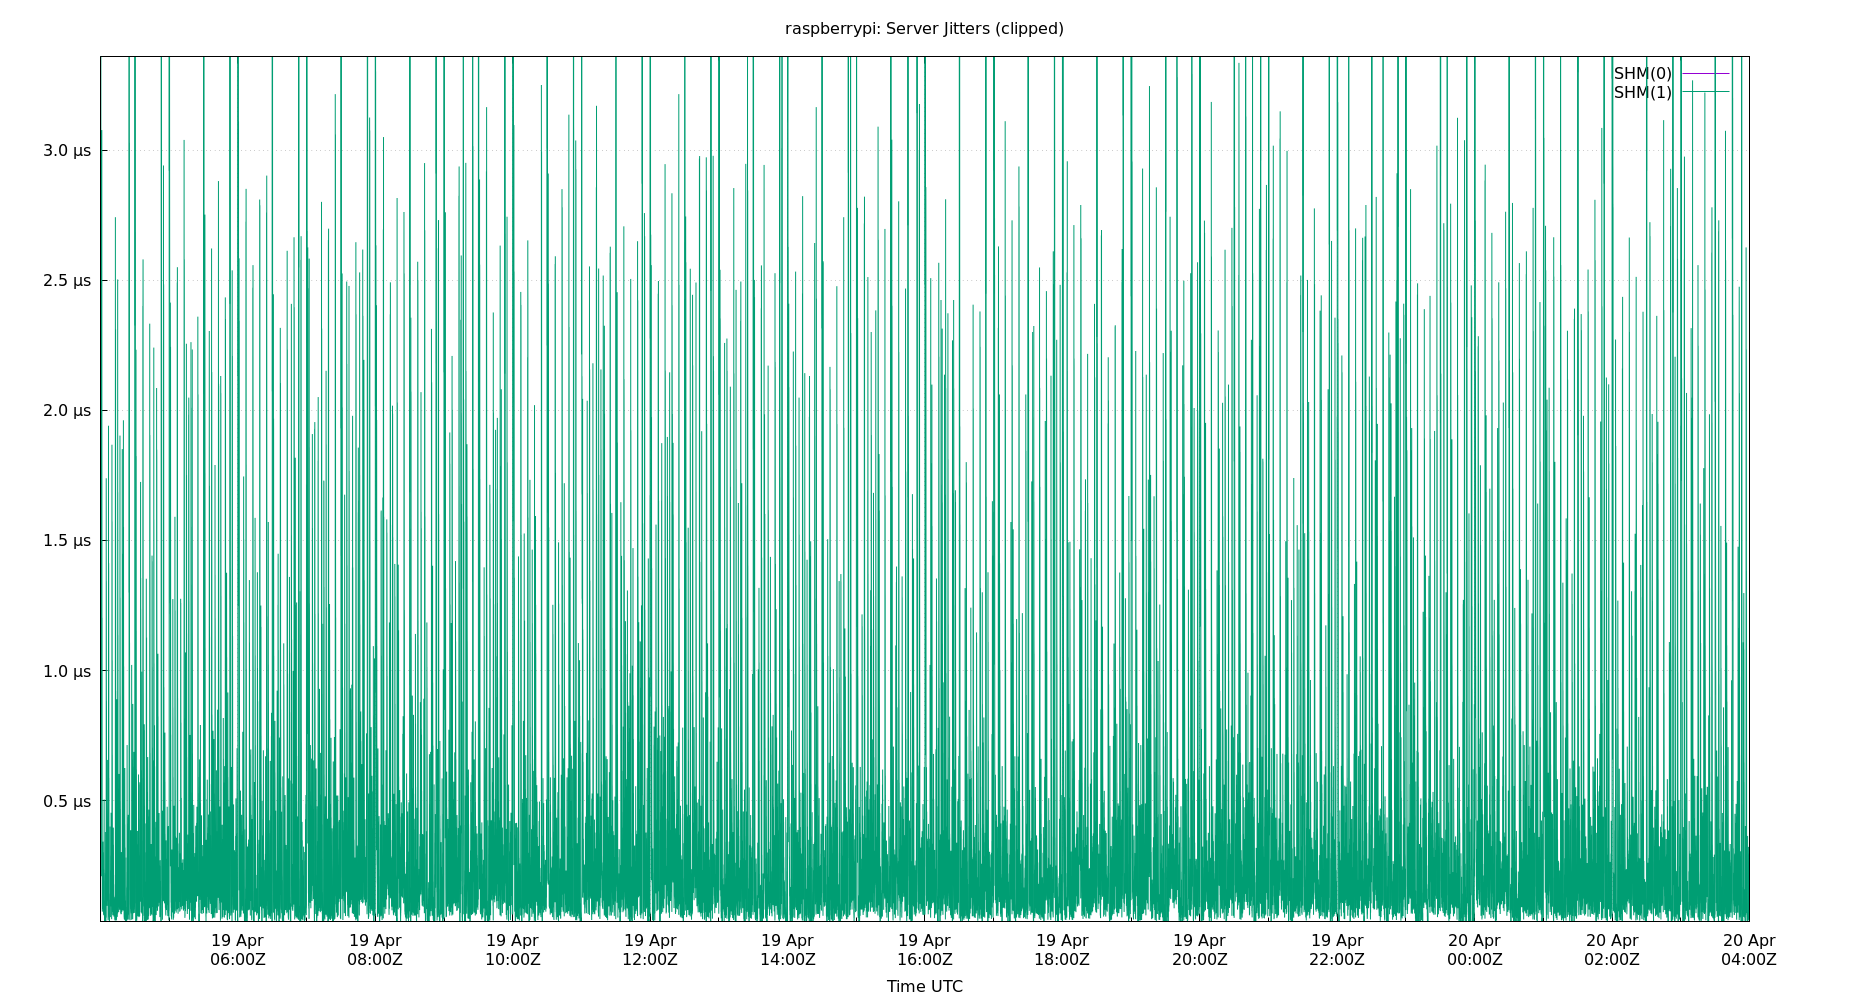 raspberrypi: Server Jitters (clipped)
SHM(0)
SHM(1)
3.0 µs
2.5 µs
2.0 µs
1.5 µs
1.0 µs
0.5 µs
19 Apr 19 Apr 19 Apr 19 Apr 19 Apr 19 Apr 19 Apr 19 Apr 19 Apr 20 Apr 20 Apr 20 Apr
06:00Z 08:00Z 10:00Z 12:00Z 14:00Z 16:00Z 18:00Z 20:00Z 22:00Z 00:00Z 02:00Z 04:00Z
Time UTC